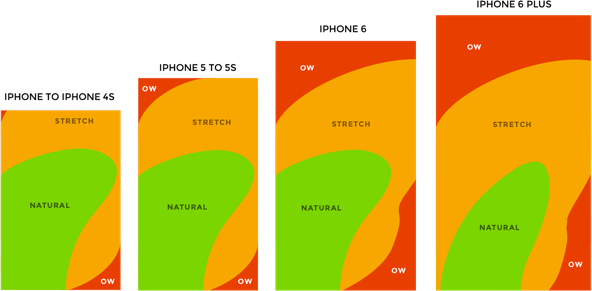 IPHONE TO IPHONE 4S
STRETCH
NATURAL
OW
IPHONE 5 TO 5S
OW
STRETCH
NATURAL
OW
IPHONE 6
OW
STRETCH
NATURAL
OW
IPHONE 6 PLUS
OW
STRETCH
NATURAL
OW